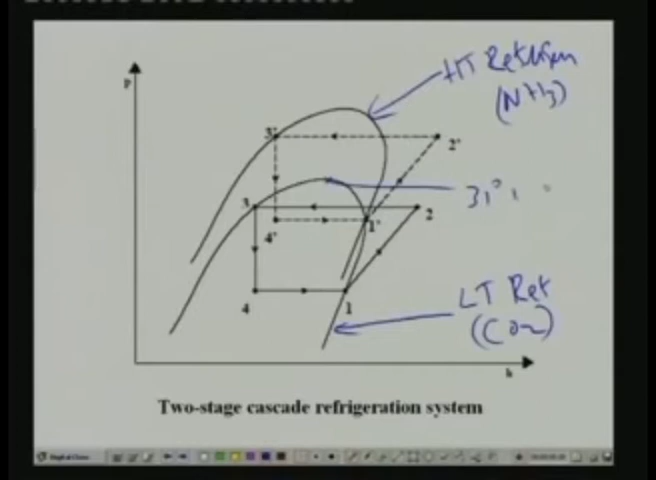 P
HT Ref
(NH3)
3'
2'
3
31°
2
4'
1'
4
1
LT Ref
(CO2)
h
Two-stage cascade refrigeration system